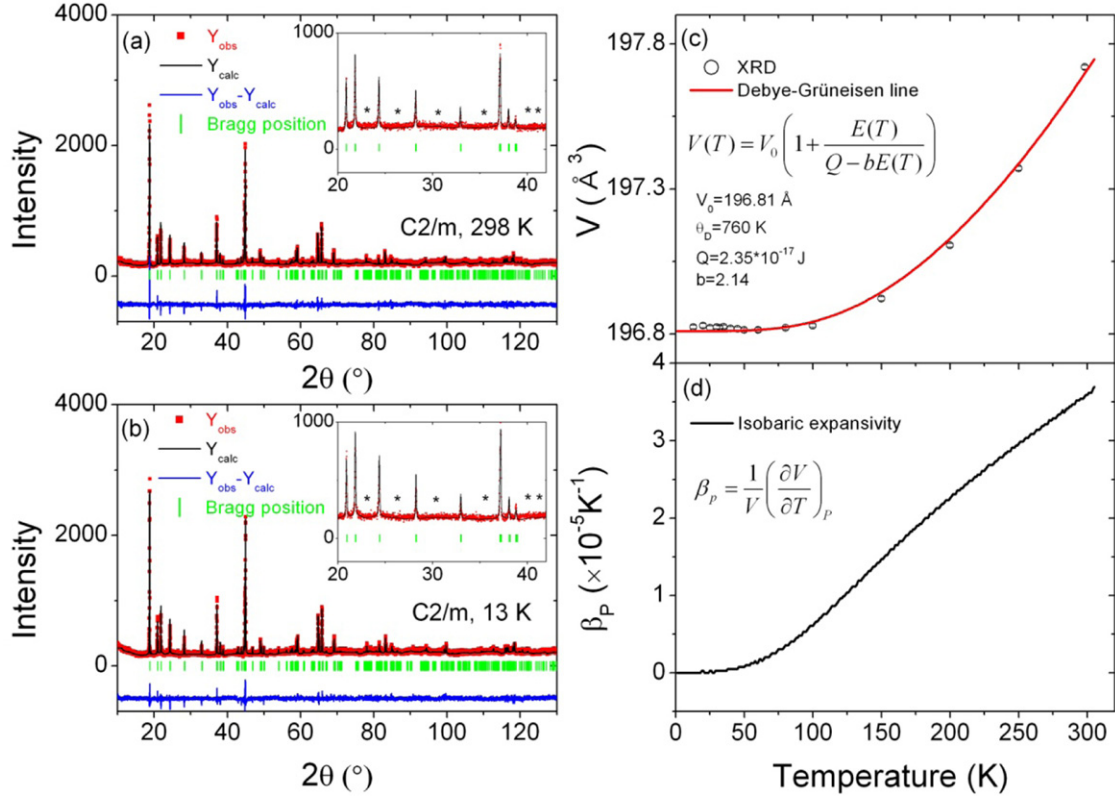 (a)
Y_obs
Y_calc
Y_obs-Y_calc
Bragg position
4000
2000
0
Intensity
20 40 60 80 100 120
2θ (°)
1000
0
* * * * * *
20 30 40
C2/m, 298 K
(b)
Y_obs
Y_calc
Y_obs-Y_calc
Bragg position
4000
2000
0
Intensity
20 40 60 80 100 120
2θ (°)
1000
0
* * * * * *
20 30 40
C2/m, 13 K
(c)
XRD
Debye-Grüneisen line
V(T) = V_0 (1 + E(T) / (Q - bE(T)))
V_0=196.81 Å
θ_D=760 K
Q=2.35*10^-17 J
b=2.14
197.8
197.3
196.8
V (Å^3)
(d)
Isobaric expansivity
β_p = 1/V (∂V/∂T)_P
4
3
2
1
0
β_P (×10^-5K^-1)
0 50 100 150 200 250 300
Temperature (K)